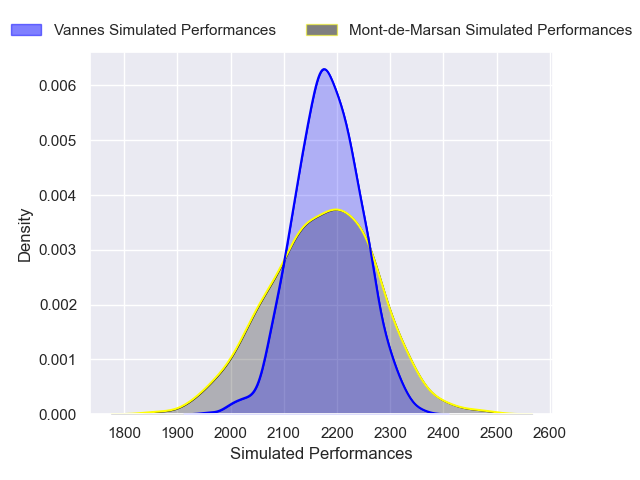 Vannes Simulated Performances
Mont-de-Marsan Simulated Performances
0.006
0.005
0.004
0.003
0.002
0.001
0.000
Density
1800 1900 2000 2100 2200 2300 2400 2500 2600
Simulated Performances